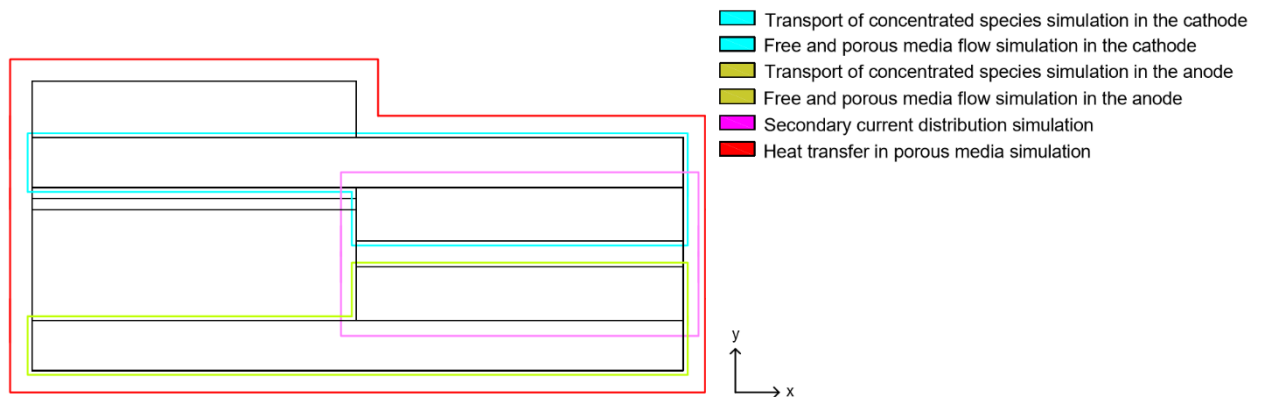 Transport of concentrated species simulation in the cathode
Free and porous media flow simulation in the cathode
Transport of concentrated species simulation in the anode
Free and porous media flow simulation in the anode
Secondary current distribution simulation
Heat transfer in porous media simulation
y
x